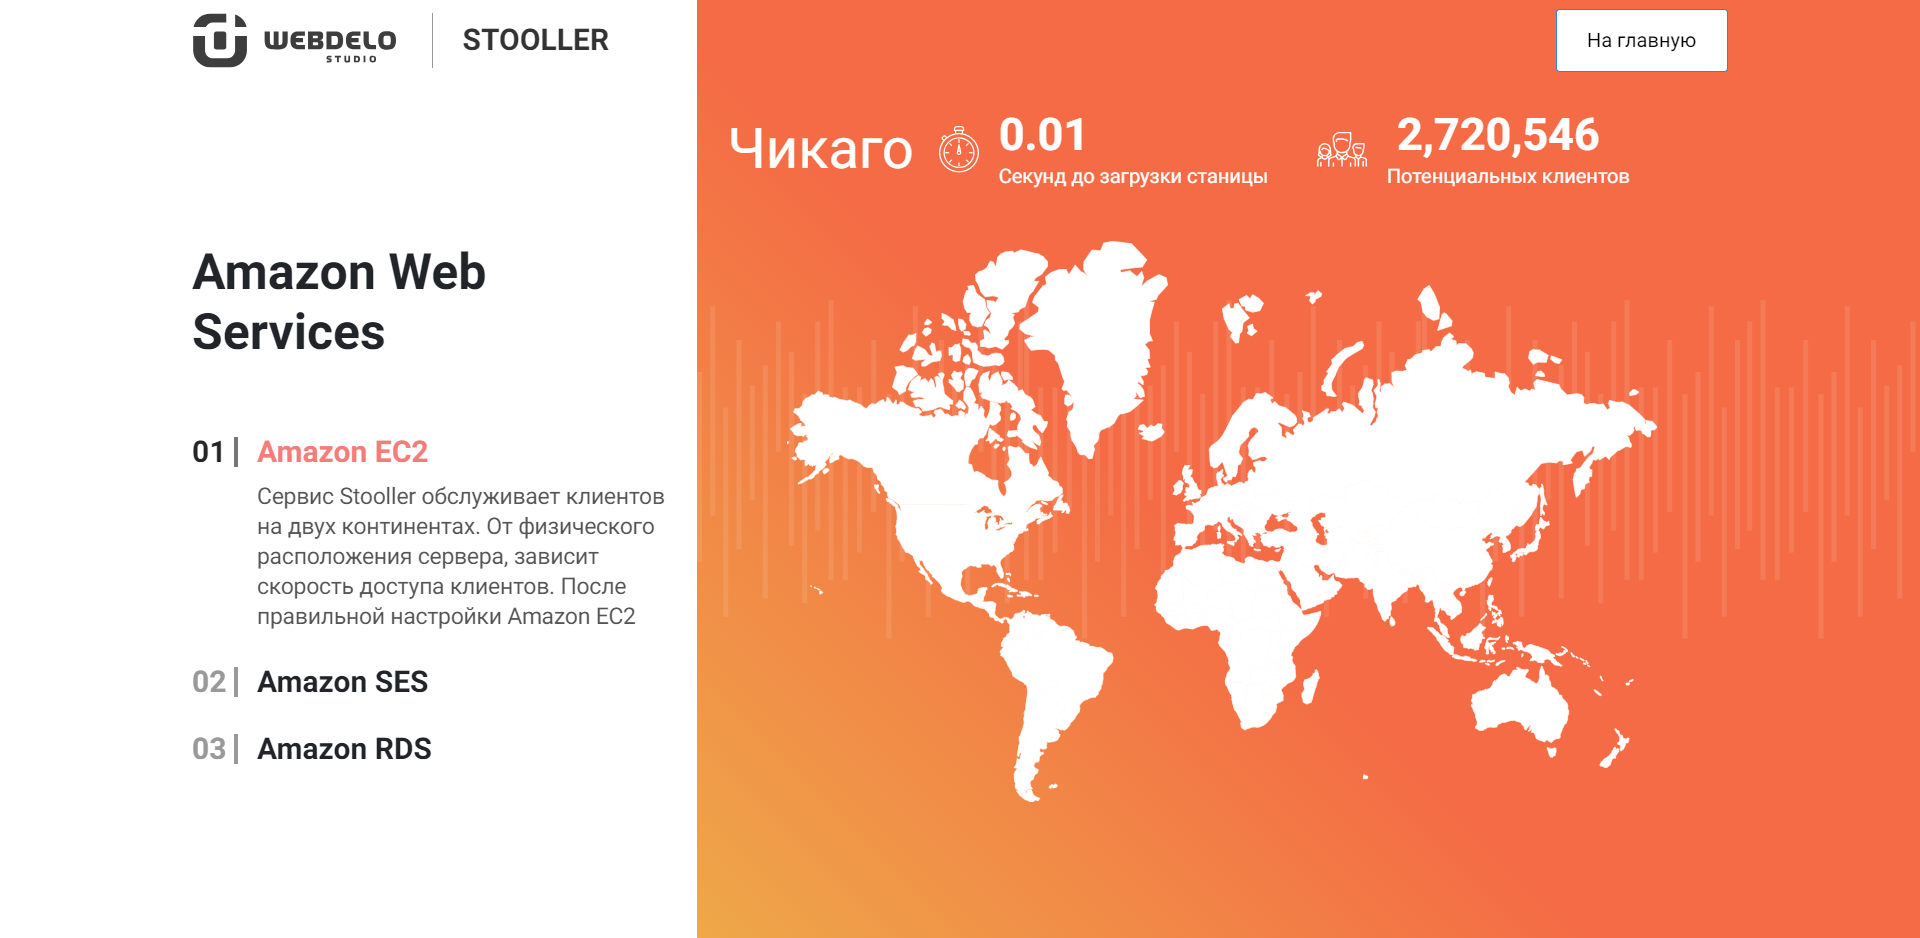 WEBDELO
STUDIO
STOOLLER
На главную
Чикаго
0.01
Секунд до загрузки станицы
2,720,546
Потенциальных клиентов
Amazon Web
Services
01
Amazon EC2
Сервис Stooller обслуживает клиентов
на двух континентах. От физического
расположения сервера, зависит
скорость доступа клиентов. После
правильной настройки Amazon EC2
02
Amazon SES
03
Amazon RDS